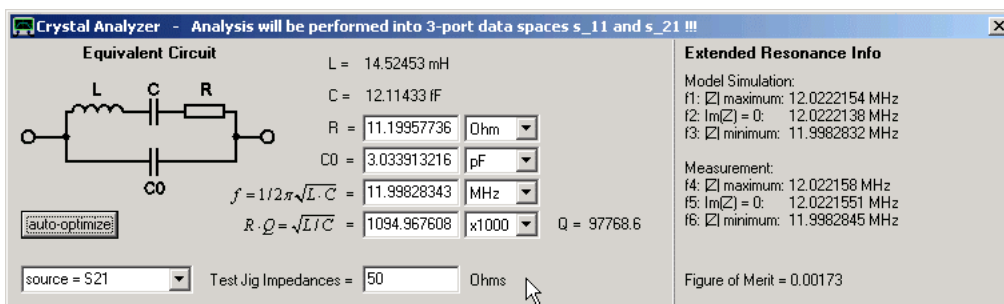 Crystal Analyzer - Analysis will be performed into 3-port data spaces s_11 and s_21 !!!
Equivalent Circuit
L C R
C0
auto-optimize
L = 14.52453 mH
C = 12.11433 fF
R = 11.19957736 Ohm
C0 = 3.033913216 pF
f = 1/2π√L·C = 11.99828343 MHz
R·Q = √L/C = 1094.967608 x1000 Q = 97768.6
source = S21 Test Jig Impedances = 50 Ohms
Extended Resonance Info
Model Simulation:
f1: |Z| maximum: 12.0222154 MHz
f2: Im(Z) = 0: 12.0222138 MHz
f3: |Z| minimum: 11.9982832 MHz
Measurement:
f4: |Z| maximum: 12.022158 MHz
f5: Im(Z) = 0: 12.0221551 MHz
f6: |Z| minimum: 11.9982845 MHz
Figure of Merit = 0.00173